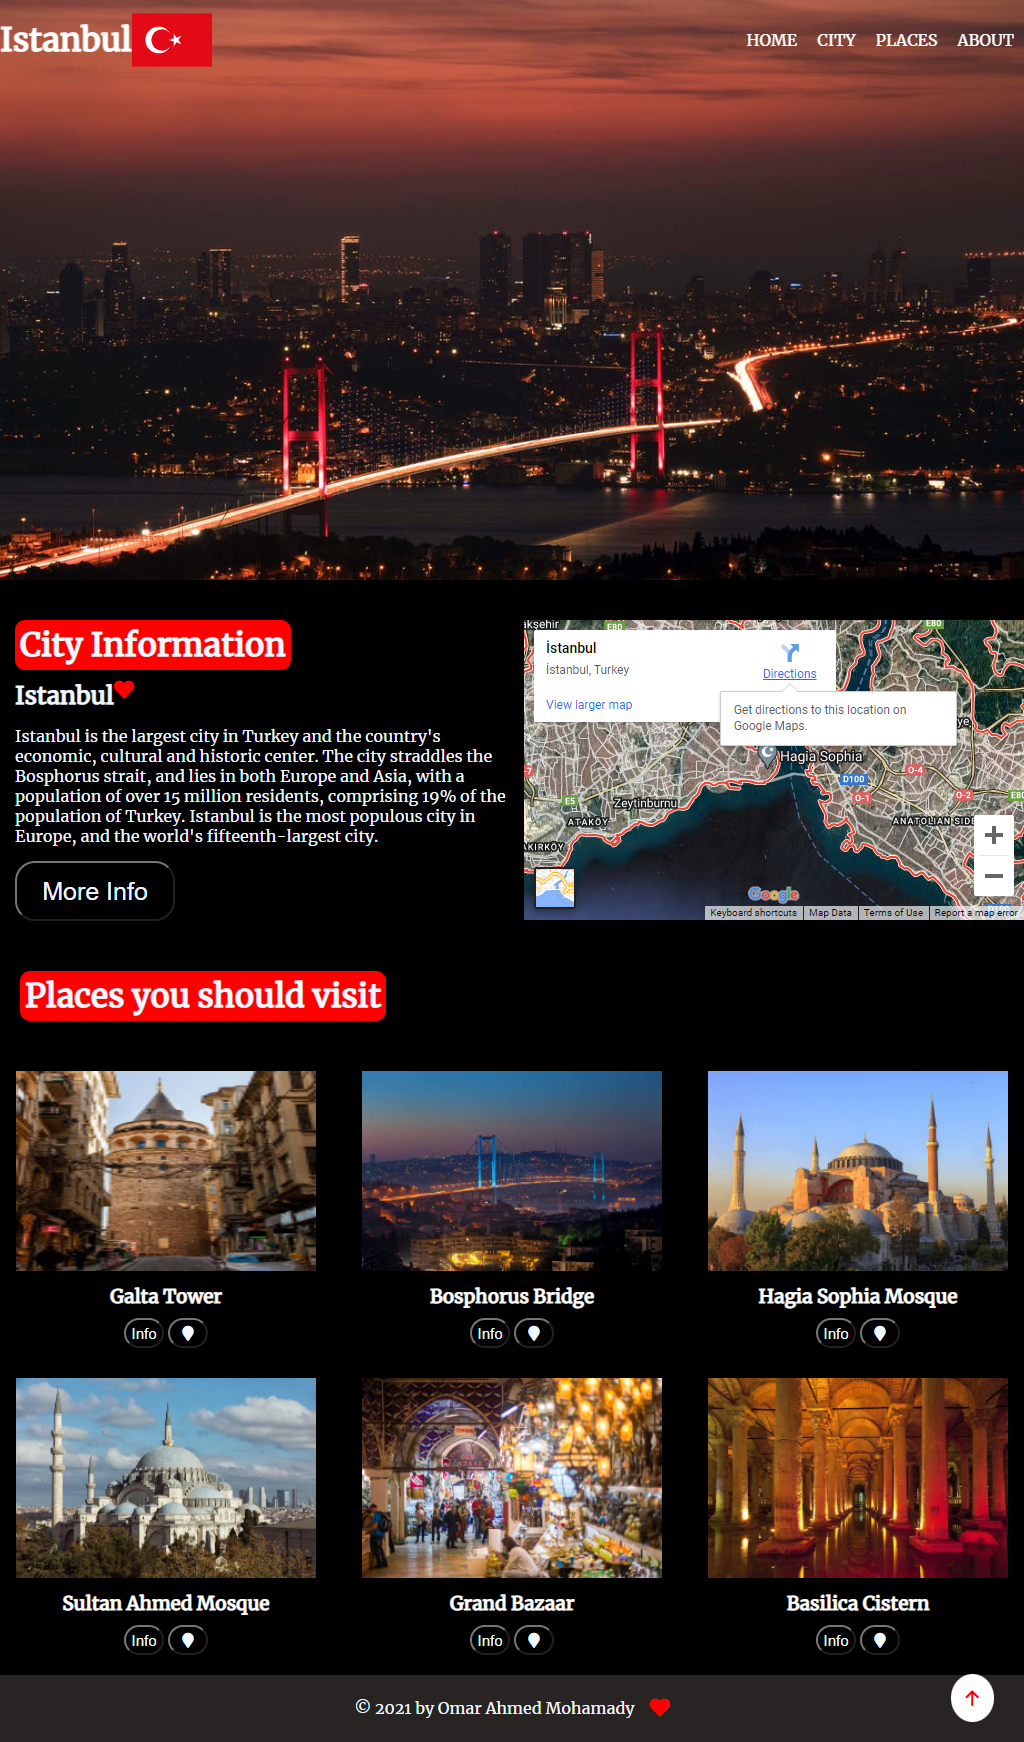 Istanbul
HOME CITY PLACES ABOUT
City Information
Istanbul
Istanbul is the largest city in Turkey and the country's
economic, cultural and historic center. The city straddles the
Bosphorus strait, and lies in both Europe and Asia, with a
population of over 15 million residents, comprising 19% of the
population of Turkey. Istanbul is the most populous city in
Europe, and the world's fifteenth-largest city.
More Info
akşehir
E80
E80
İstanbul
İstanbul, Turkey
Directions
View larger map
Get directions to this location on
Google Maps.
ye
Hagia Sophia
-7
D100
O-4
E5
Zeytinburnu
O-1
O-2
E80
ATAKÖY
ANATOLIAN SIDE
AKIRKÖY
Google
Keyboard shortcuts
Map Data
Terms of Use
Report a map error
Places you should visit
Galta Tower
Info
Bosphorus Bridge
Info
Hagia Sophia Mosque
Info
Sultan Ahmed Mosque
Info
Grand Bazaar
Info
Basilica Cistern
Info
© 2021 by Omar Ahmed Mohamady